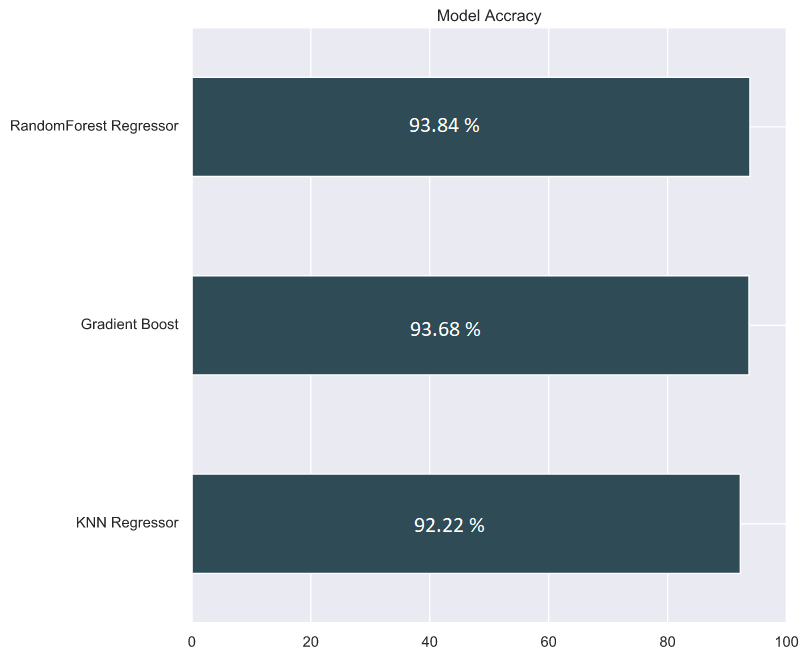 Model Accracy
RandomForest Regressor
93.84 %
Gradient Boost
93.68 %
KNN Regressor
92.22 %
0 20 40 60 80 100